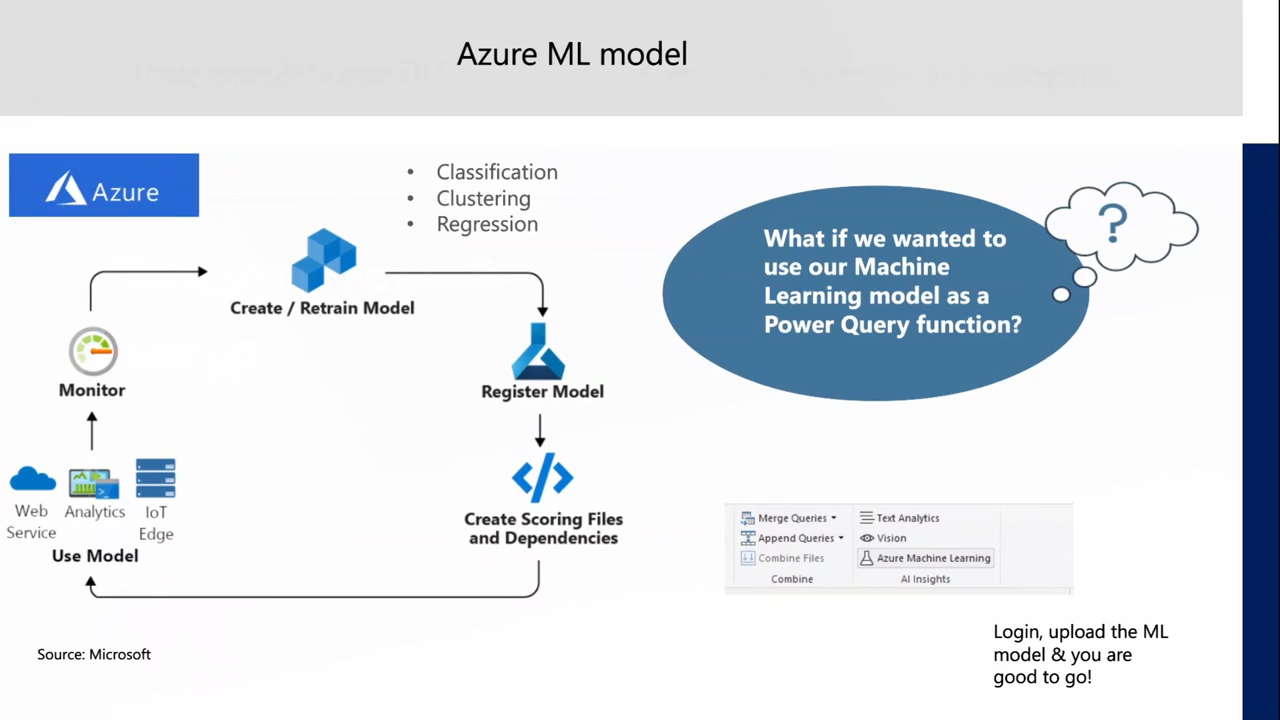 Azure ML model
Azure
• Classification
• Clustering
• Regression
Create / Retrain Model
Register Model
Create Scoring Files
and Dependencies
Monitor
Web
Service
Analytics
IoT
Edge
Use Model
Source: Microsoft
What if we wanted to
use our Machine
Learning model as a
Power Query function?
?
Merge Queries
Append Queries
Combine Files
Combine
Text Analytics
Vision
Azure Machine Learning
AI Insights
Login, upload the ML
model & you are
good to go!